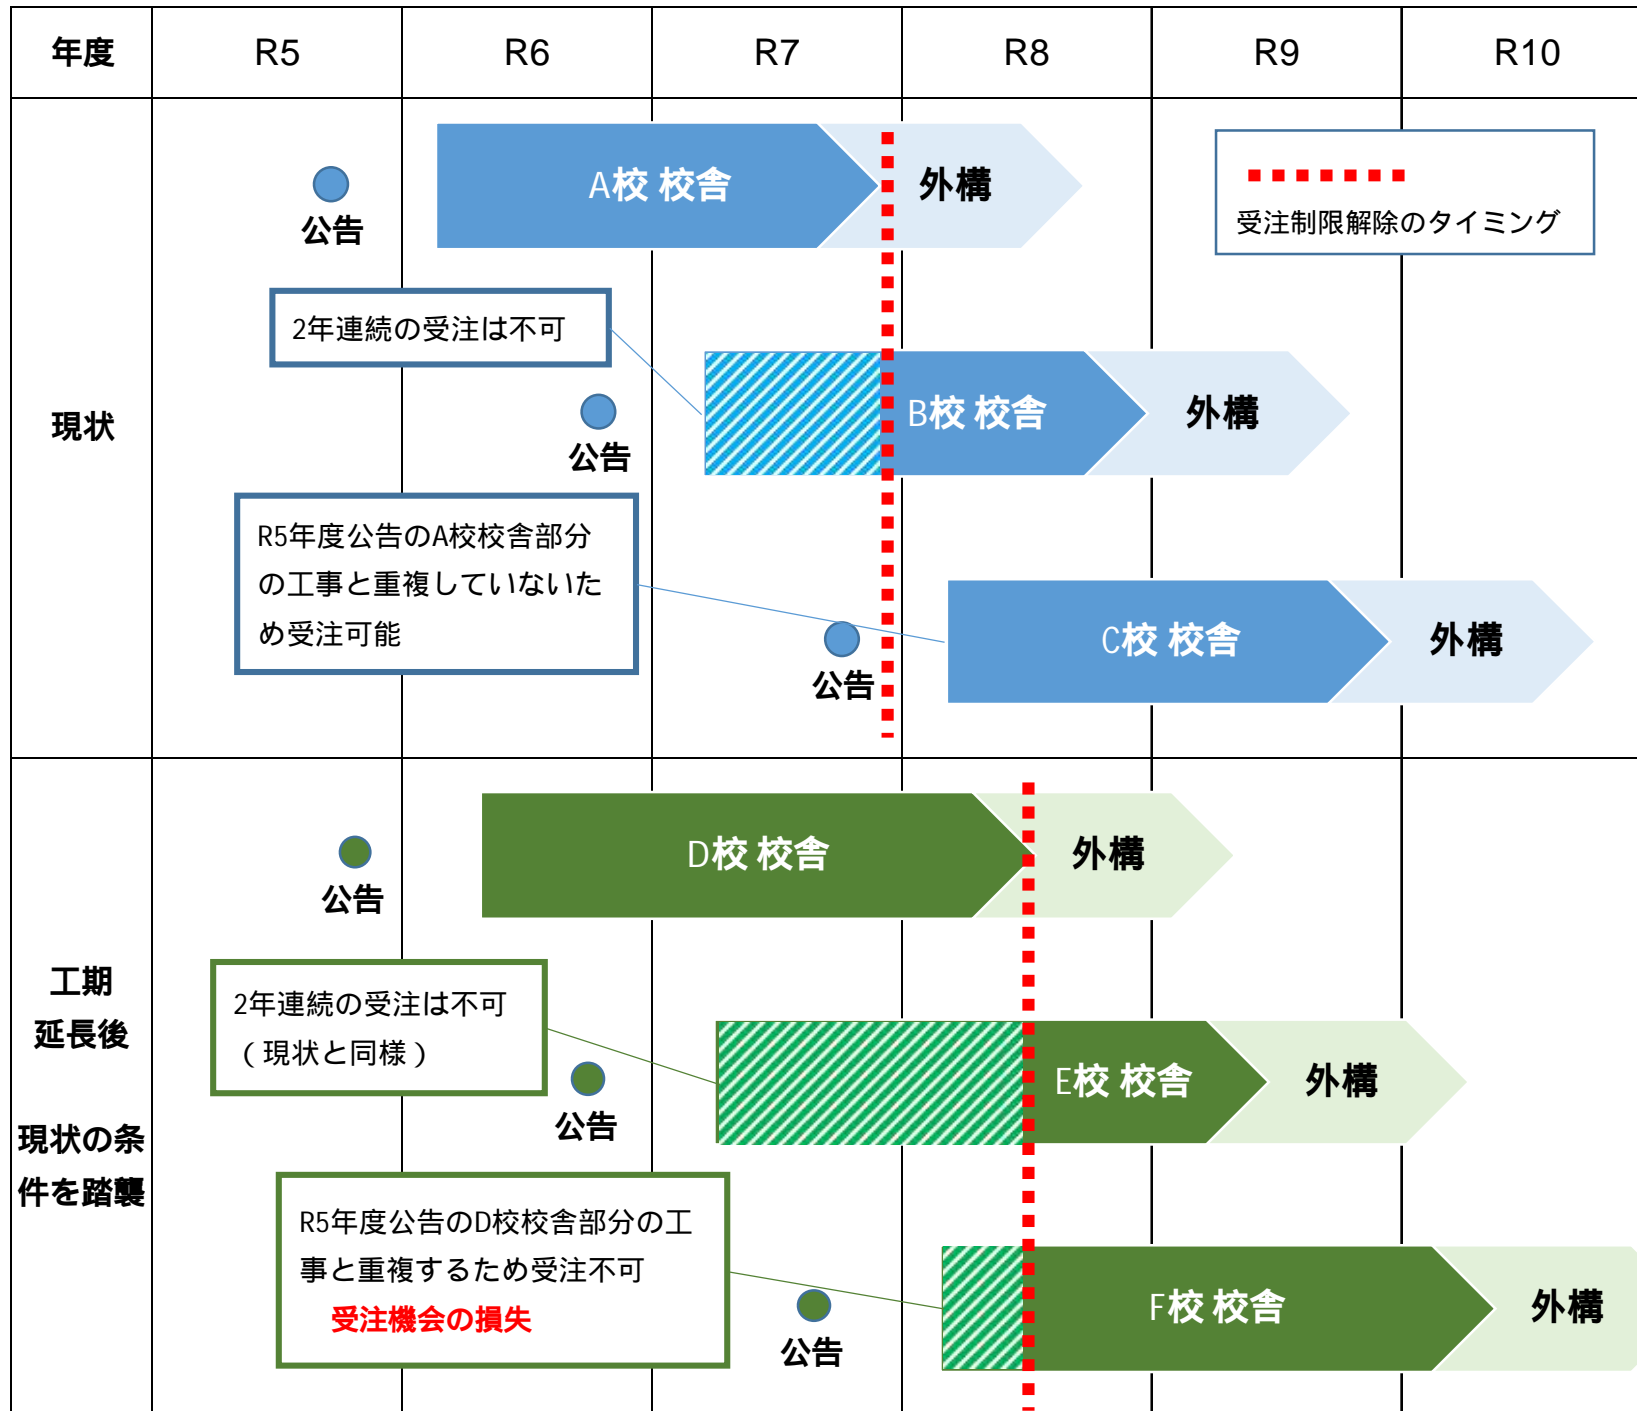 年度
R5
R6
R7
R8
R9
R10
現状
A校 校舎
外構
公告
受注制限解除のタイミング
2年連続の受注は不可
B校 校舎
外構
公告
R5年度公告のA校校舎部分
の工事と重複していないた
め受注可能
C校 校舎
外構
公告
工期
延長後
現状の条
件を踏襲
D校 校舎
外構
公告
2年連続の受注は不可
（現状と同様）
E校 校舎
外構
公告
R5年度公告のD校校舎部分の工
事と重複するため受注不可
受注機会の損失
F校 校舎
外構
公告